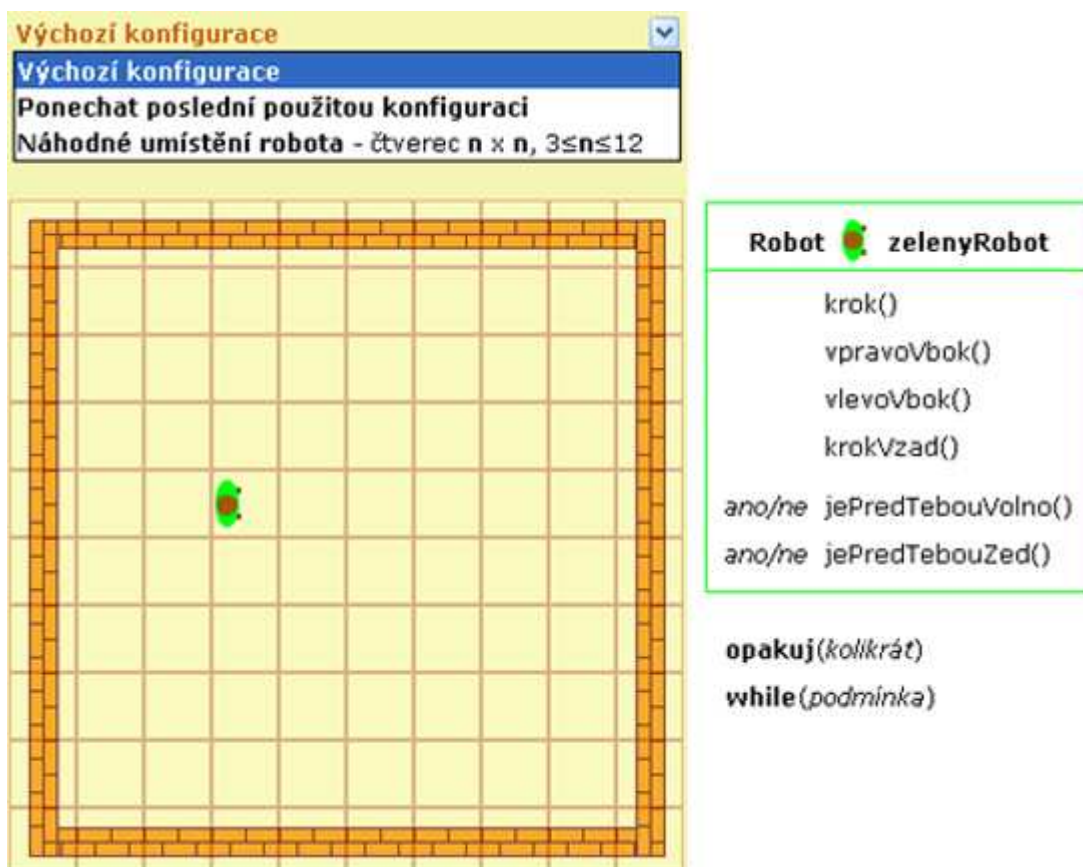 Výchozí konfigurace
Výchozí konfigurace
Ponechat poslední použitou konfiguraci
Náhodné umístění robota - čtverec n x n, 3≤n≤12
Robot zelenyRobot
krok()
vpravoVbok()
vlevoVbok()
krokVzad()
ano/ne jePredTebouVolno()
ano/ne jePredTebouZed()
opakuj(kolikrát)
while(podmínka)